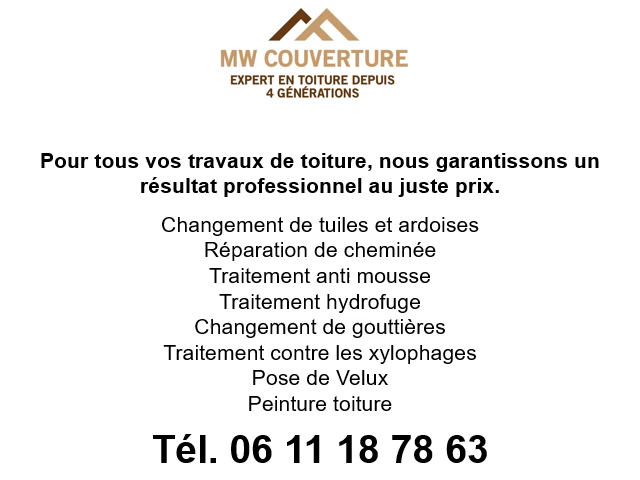 MW COUVERTURE
EXPERT EN TOITURE DEPUIS
4 GÉNÉRATIONS
Pour tous vos travaux de toiture, nous garantissons un
résultat professionnel au juste prix.
Changement de tuiles et ardoises
Réparation de cheminée
Traitement anti mousse
Traitement hydrofuge
Changement de gouttières
Traitement contre les xylophages
Pose de Velux
Peinture toiture
Tél. 06 11 18 78 63